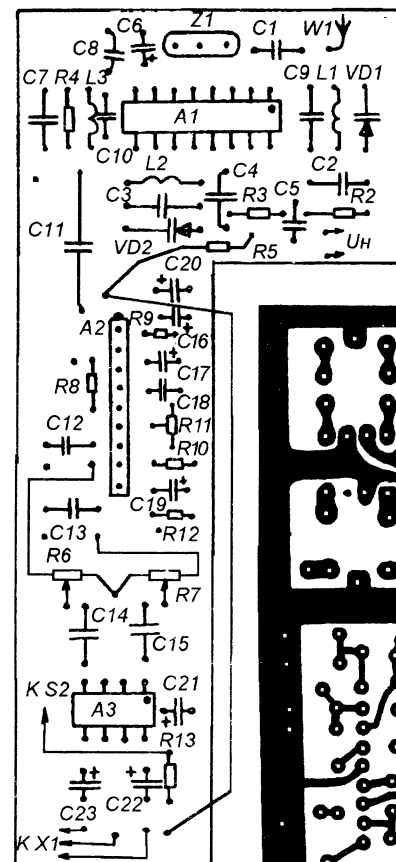 C6 Z1 C1 W1
C8
C7 R4 L3 C9 L1 VD1
A1
C10
L2 C4 C2
C3 R3 C5 R2
C11 Uн
VD2 R5
C20
A2 R9
C16
C17
R8
C18
R11
C12 R10
C19
C13 R12
R6
R7
C14
C15
K S2 C21
A3
R13
C23 C22
K X1